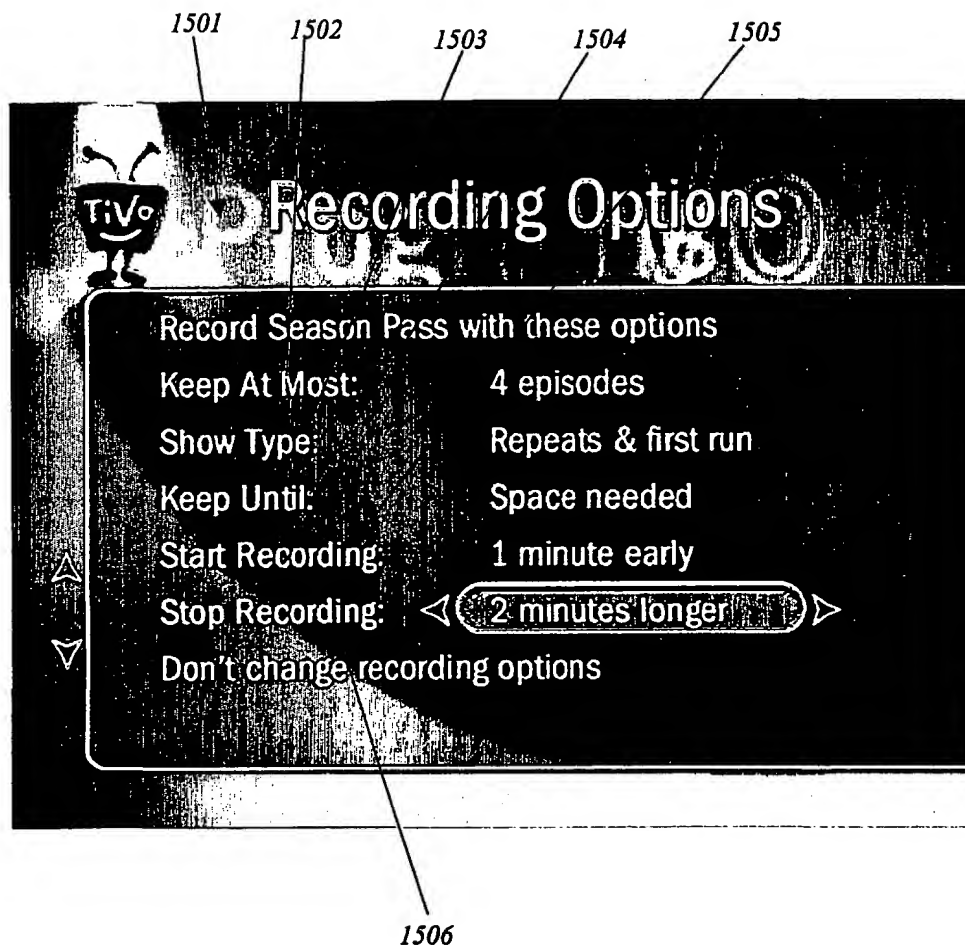 1501 1502 1503 1504 1505
TiVo
Recording Options
Record Season Pass with these options
Keep At Most: 4 episodes
Show Type: Repeats & first run
Keep Until: Space needed
Start Recording: 1 minute early
Stop Recording: 2 minutes longer
Don't change recording options
1506